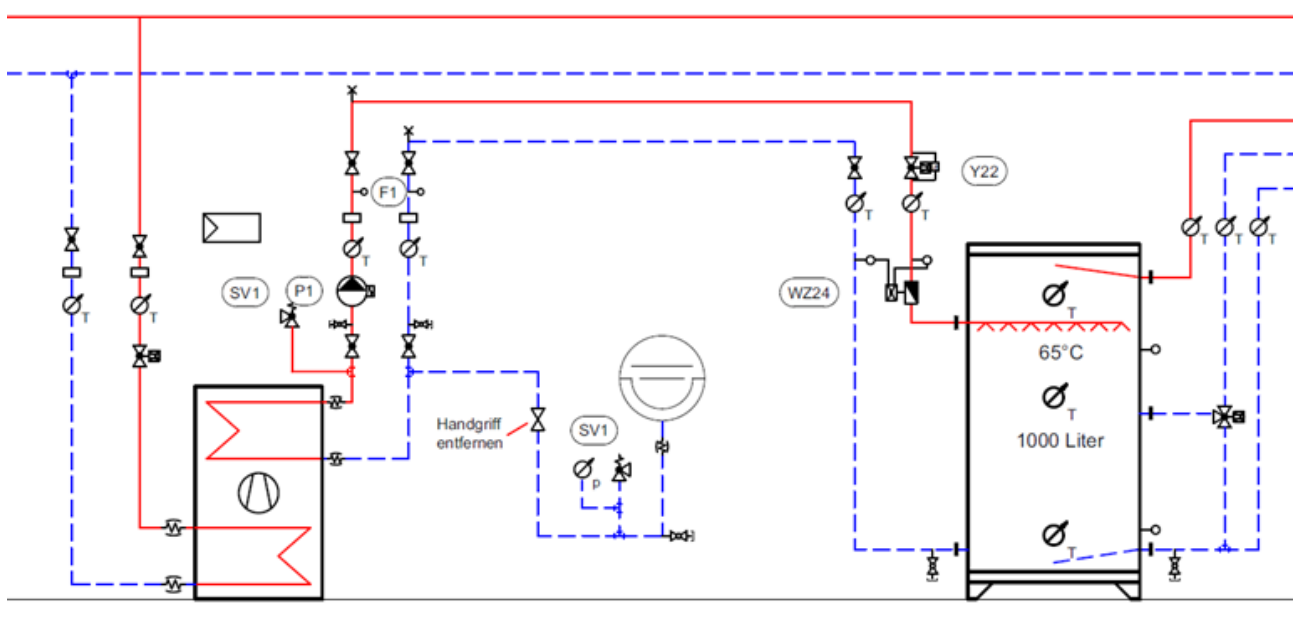 F1
Y22
T
T
T
T
T
T
T
T
T
SV1
P1
WZ24
T
T
T
65°C
T
1000 Liter
Handgriff
entfernen
SV1
p
T